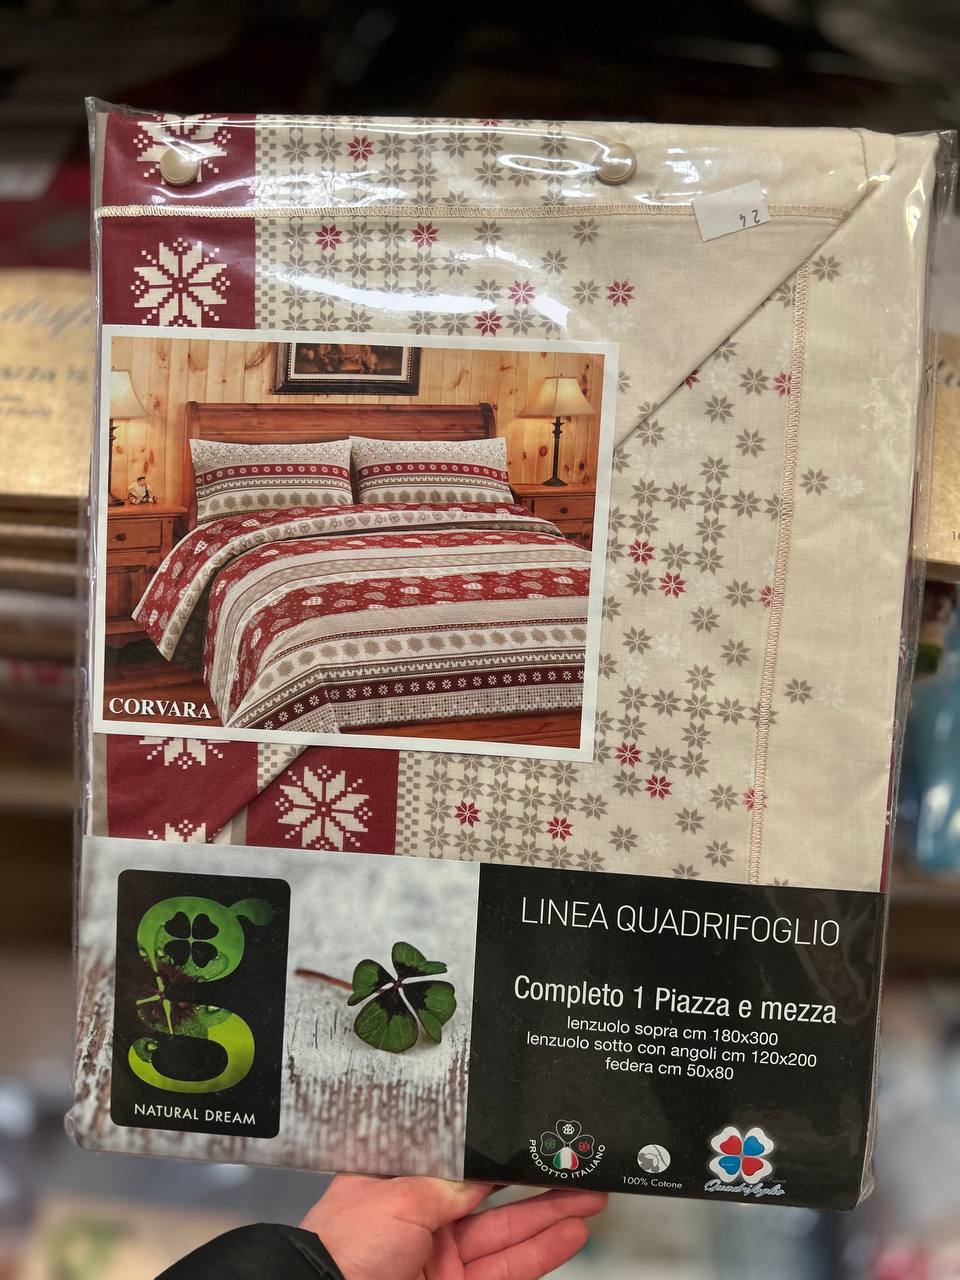 24
CORVARA
g
NATURAL DREAM
LINEA QUADRIFOGLIO
Completo 1 Piazza e mezza
lenzuolo sopra cm 180x300
lenzuolo sotto con angoli cm 120x200
federa cm 50x80
PRODOTTO ITALIANO
100% Cotone
Quadrifoglio